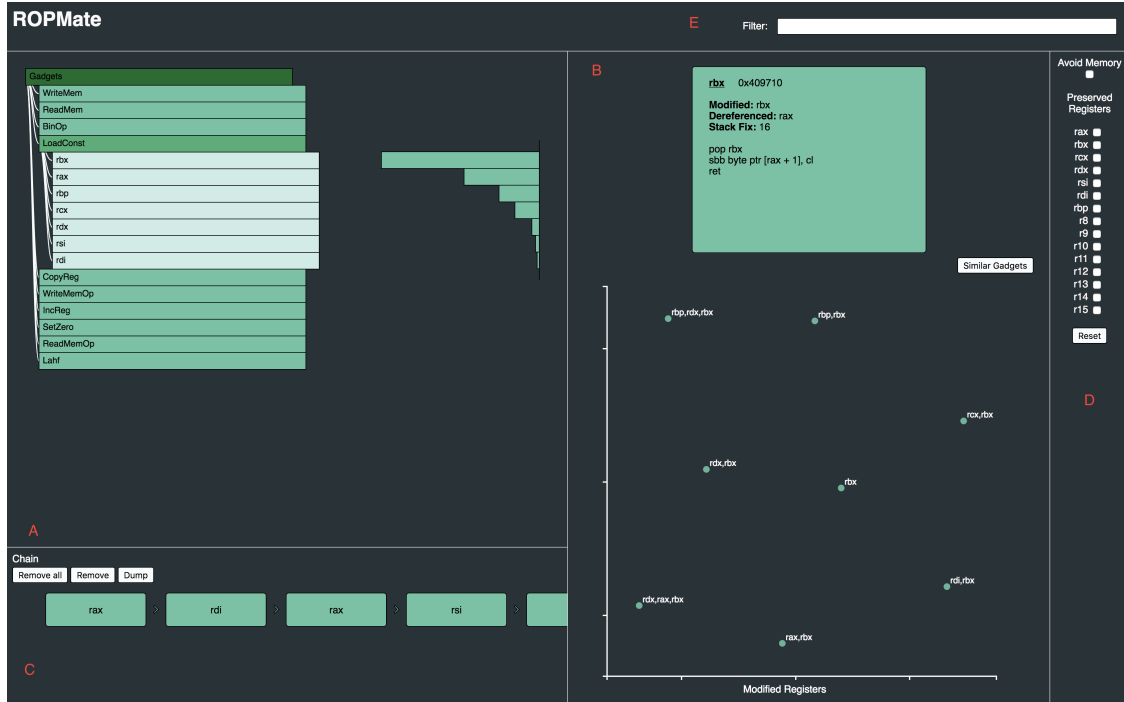 ROPMate
E
Filter:
Gadgets
WriteMem
ReadMem
BinOp
LoadConst
rbx
rax
rbp
rcx
rdx
rsi
rdi
CopyReg
WriteMemOp
IncReg
SetZero
ReadMemOp
Lahf
A
B
rbx 0x409710
Modified: rbx
Dereferenced: rax
Stack Fix: 16
pop rbx
sbb byte ptr [rax + 1], cl
ret
Similar Gadgets
rbp,rdx,rbx
rbp,rbx
rcx,rbx
rdx,rbx
rbx
rdi,rbx
rdx,rax,rbx
rax,rbx
Modified Registers
Avoid Memory
Preserved
Registers
rax
rbx
rcx
rdx
rsi
rdi
rbp
r8
r9
r10
r11
r12
r13
r14
r15
Reset
D
Chain
Remove all Remove Dump
rax > rdi > rax > rsi >
C